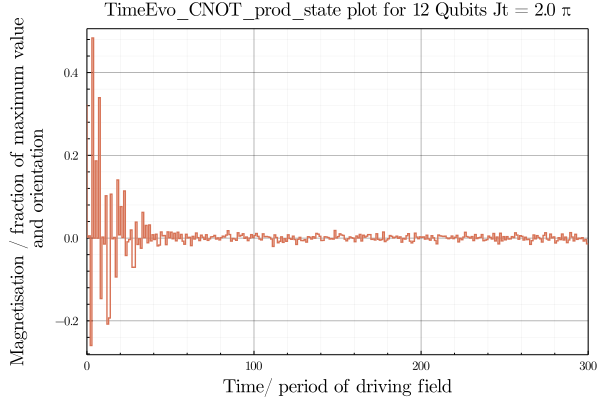 TimeEvo_CNOT_prod_state plot for 12 Qubits Jt = 2.0 π
Magnetisation / fraction of maximum value
and orientation
0.4
0.2
0.0
−0.2
0
100
200
300
Time/ period of driving field